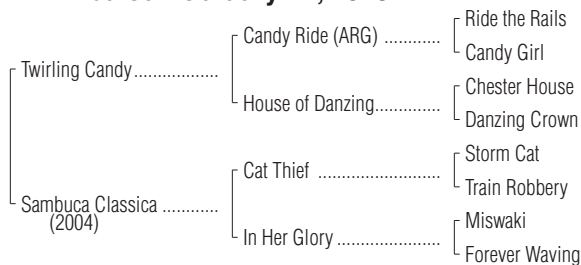 Ride the Rails
Candy Ride (ARG) ............
Candy Girl
Twirling Candy..................
Chester House
House of Danzing..............
Danzing Crown
Storm Cat
Cat Thief ....................
Train Robbery
Sambuca Classica ............
(2004)
Miswaki
In Her Glory .................
Forever Waving